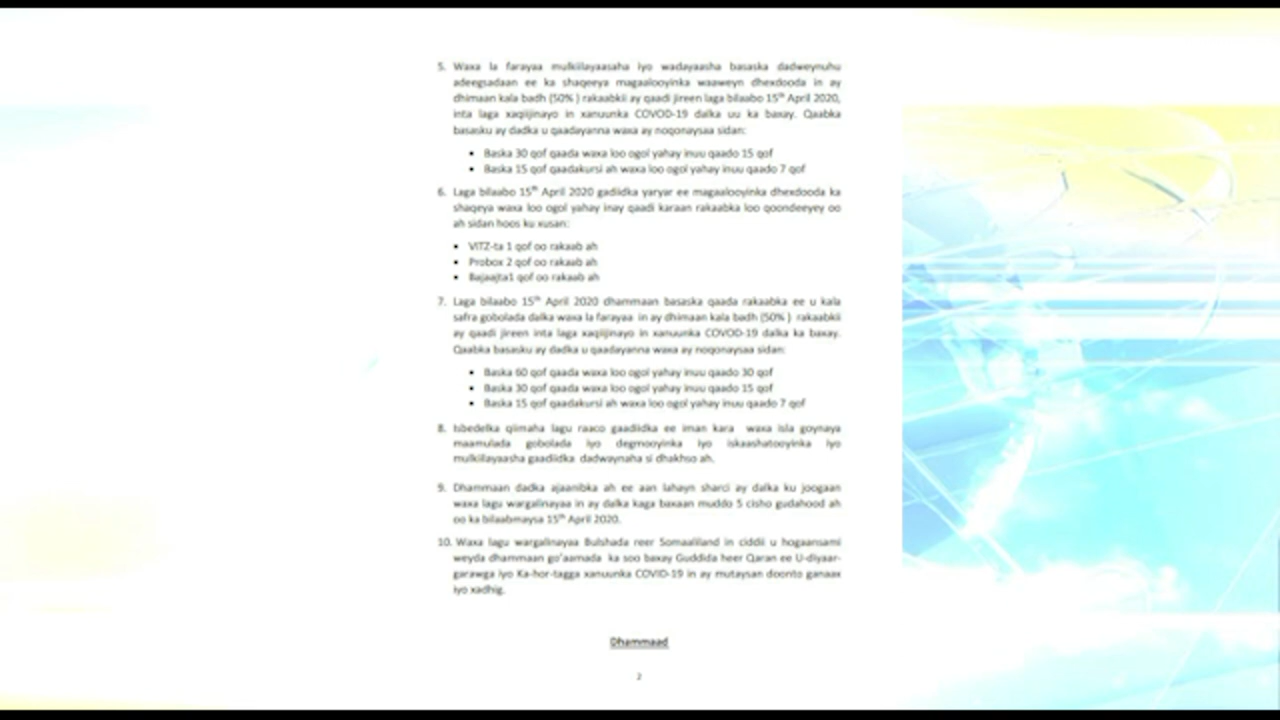 5. Waxa la farayaa mulkiilayaasaha iyo wadayaasha basaska dadweynuhu
adeegsadaan ee ka shaqeeya magaalooyinka waaweyn dhexdooda in ay
dhimaan kala badh (50% ) rakaabkii ay qaadi jireen laga bilaabo 15th April 2020,
inta laga xaqiijinayo in xanuunka COVOD-19 dalka uu ka baxay. Qaabka
basasku ay dadka u qaadayanna waxa ay noqonaysaa sidan:
• Baska 30 qof qaada waxa loo ogol yahay inuu qaado 15 qof
• Baska 15 qof qaadakursi ah waxa loo ogol yahay inuu qaado 7 qof
6. Laga bilaabo 15th April 2020 gadiidka yaryar ee magaalooyinka dhexdooda ka
shaqeya waxa loo ogol yahay inay qaadi karaan rakaabka loo qoondeeyey oo
ah sidan hoos ku xusan:
• VITZ-ta 1 qof oo rakaab ah
• Probox 2 qof oo rakaab ah
• Bajaajta1 qof oo rakaab ah
7. Laga bilaabo 15th April 2020 dhammaan basaska qaada rakaabka ee u kala
safra gobolada dalka waxa la farayaa in ay dhimaan kala badh (50% ) rakaabkii
ay qaadi jireen inta laga xaqiijinayo in xanuunka COVOD-19 dalka ka baxay.
Qaabka basasku ay dadka u qaadayanna waxa ay noqonaysaa sidan:
• Baska 60 qof qaada waxa loo ogol yahay inuu qaado 30 qof
• Baska 30 qof qaada waxa loo ogol yahay inuu qaado 15 qof
• Baska 15 qof qaadakursi ah waxa loo ogol yahay inuu qaado 7 qof
8. Isbedelka qiimaha lagu raaco gaadiidka ee iman kara waxa isla goynaya
maamulada gobolada iyo degmooyinka iyo iskaashatooyinka iyo
mulkiilayaasha gaadiidka dadwaynaha si dhakhso ah.
9. Dhammaan dadka ajaanibka ah ee aan lahayn sharci ay dalka ku joogaan
waxa lagu wargalinayaa in ay dalka kaga baxaan muddo 5 cisho gudahood ah
oo ka bilaabmaysa 15th April 2020.
10. Waxa lagu wargalinayaa Bulshada reer Somaaliland in ciddii u hogaansami
weyda dhammaan go'aamada ka soo baxay Guddida heer Qaran ee U-diyaar-
garawga iyo Ka-hor-tagga xanuunka COVID-19 in ay mutaysan doonto ganaax
iyo xadhig.
Dhammaad
2